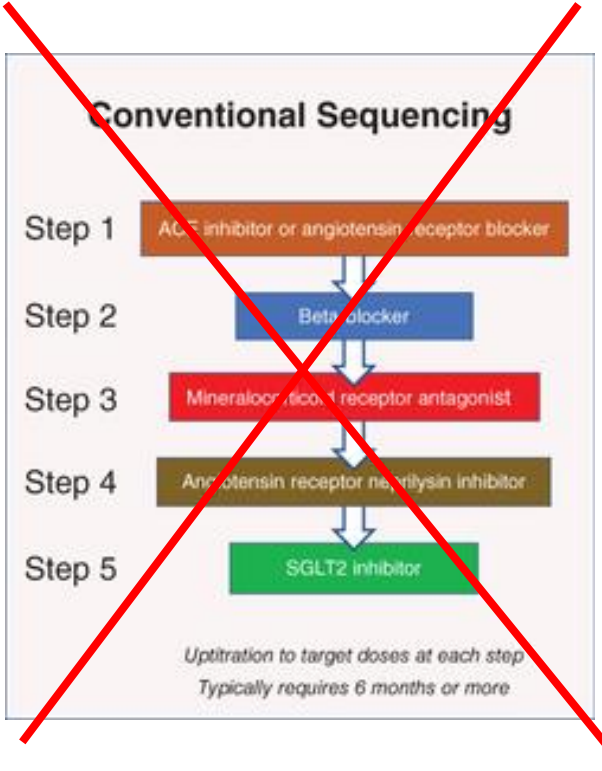 Conventional Sequencing
Step 1
ACE inhibitor or angiotensin receptor blocker
Step 2
Beta blocker
Step 3
Mineralocorticoid receptor antagonist
Step 4
Angiotensin receptor neprilysin inhibitor
Step 5
SGLT2 inhibitor
Uptitration to target doses at each step
Typically requires 6 months or more